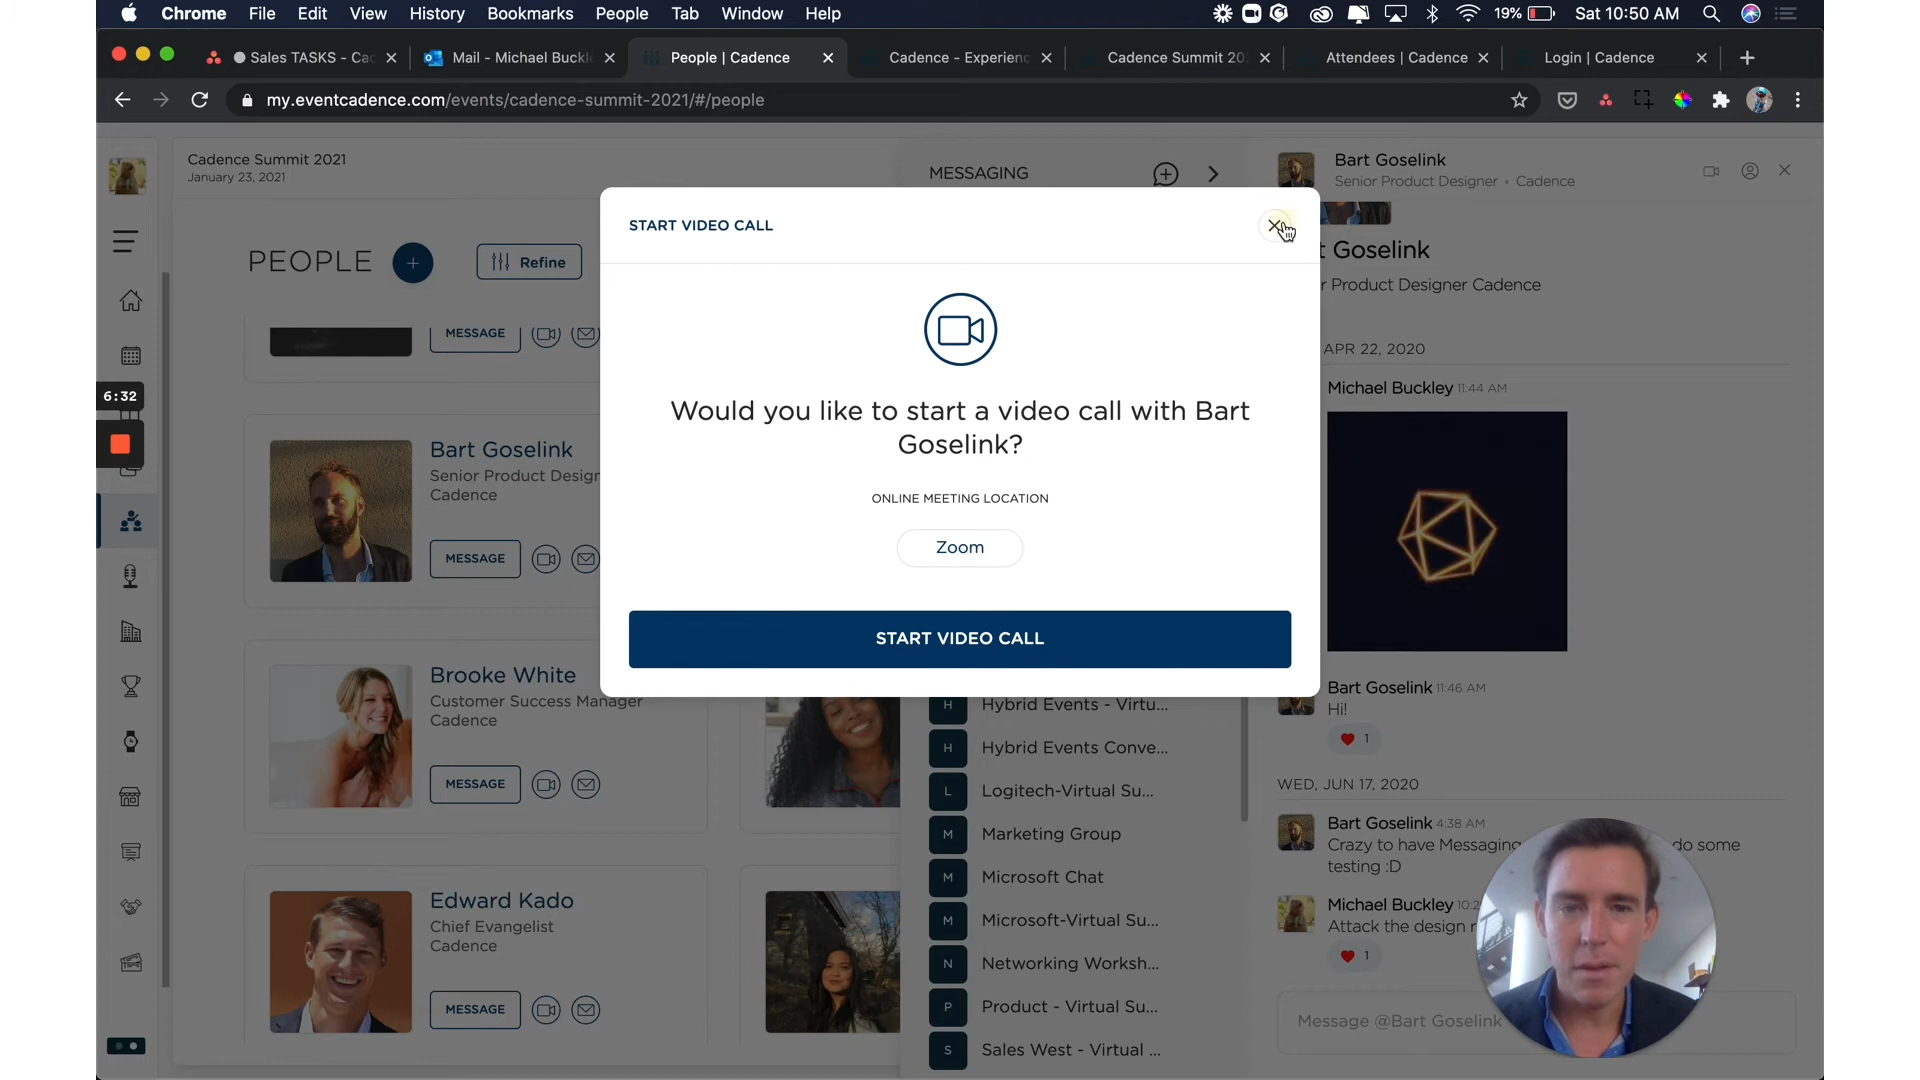 Chrome File Edit View History Bookmarks People Tab Window Help
19% Sat 10:50 AM
Sales TASKS - Cac
Mail - Michael Buckl
People | Cadence
Cadence - Experien
Cadence Summit 20
Attendees | Cadence
Login | Cadence
my.eventcadence.com/events/cadence-summit-2021/#/people
Cadence Summit 2021
January 23, 2021
PEOPLE
Refine
MESSAGE
6:32
Bart Goselink
Senior Product Desigr
Cadence
MESSAGE
Brooke White
Customer Success Manager
Cadence
MESSAGE
Edward Kado
Chief Evangelist
Cadence
MESSAGE
MESSAGING
START VIDEO CALL
Would you like to start a video call with Bart
Goselink?
ONLINE MEETING LOCATION
Zoom
START VIDEO CALL
H Hybrid Events - Virtu...
H Hybrid Events Conve...
L Logitech-Virtual Su...
M Marketing Group
M Microsoft Chat
M Microsoft-Virtual Su...
N Networking Worksh...
P Product - Virtual Su...
S Sales West - Virtual ...
Bart Goselink
Senior Product Designer • Cadence
t Goselink
r Product Designer Cadence
APR 22, 2020
Michael Buckley 11:44 AM
Bart Goselink 11:46 AM
Hi!
1
WED, JUN 17, 2020
Bart Goselink 4:38 AM
Crazy to have Messaging do some
testing :D
Michael Buckley 10:2
Attack the design r
1
Message @Bart Goselink